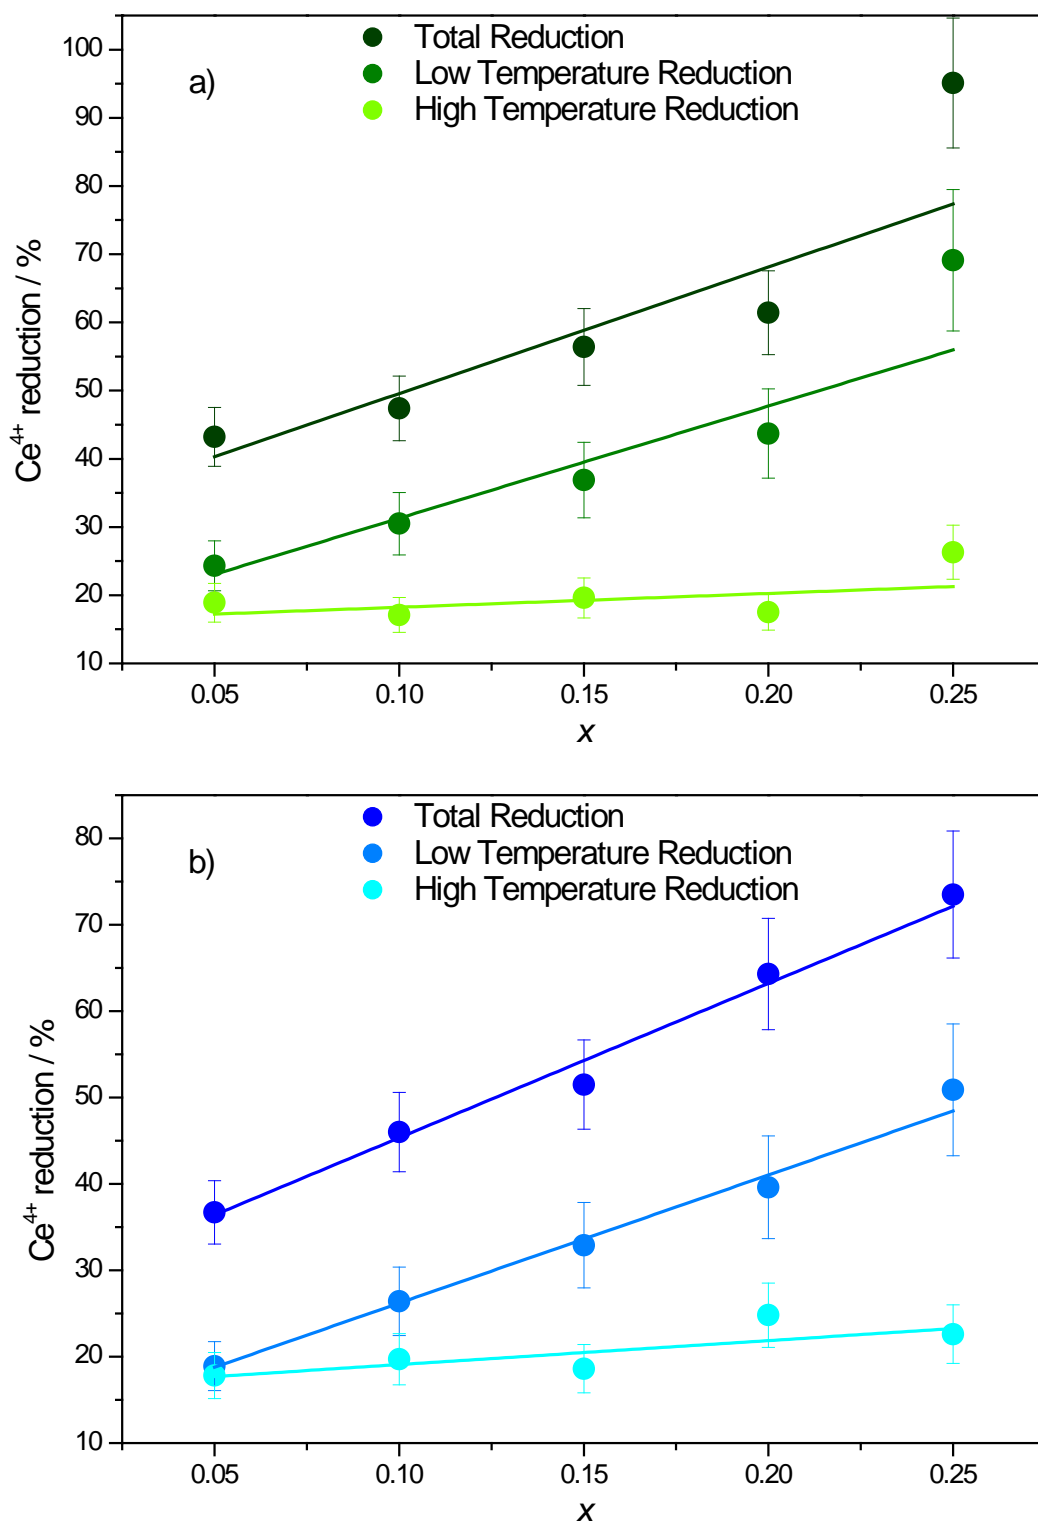 a)
Total Reduction
Low Temperature Reduction
High Temperature Reduction
Ce⁴⁺ reduction / %
100
90
80
70
60
50
40
30
20
10
0.05 0.10 0.15 0.20 0.25
x
b)
Total Reduction
Low Temperature Reduction
High Temperature Reduction
Ce⁴⁺ reduction / %
80
70
60
50
40
30
20
10
0.05 0.10 0.15 0.20 0.25
x